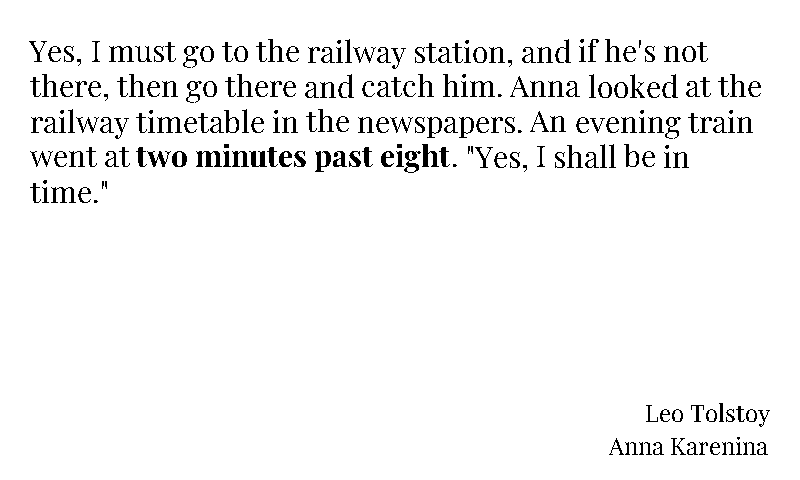 Yes, I must go to the railway station, and if he's not
there, then go there and catch him. Anna looked at the
railway timetable in the newspapers. An evening train
went at two minutes past eight. "Yes, I shall be in
time."
Leo Tolstoy
Anna Karenina